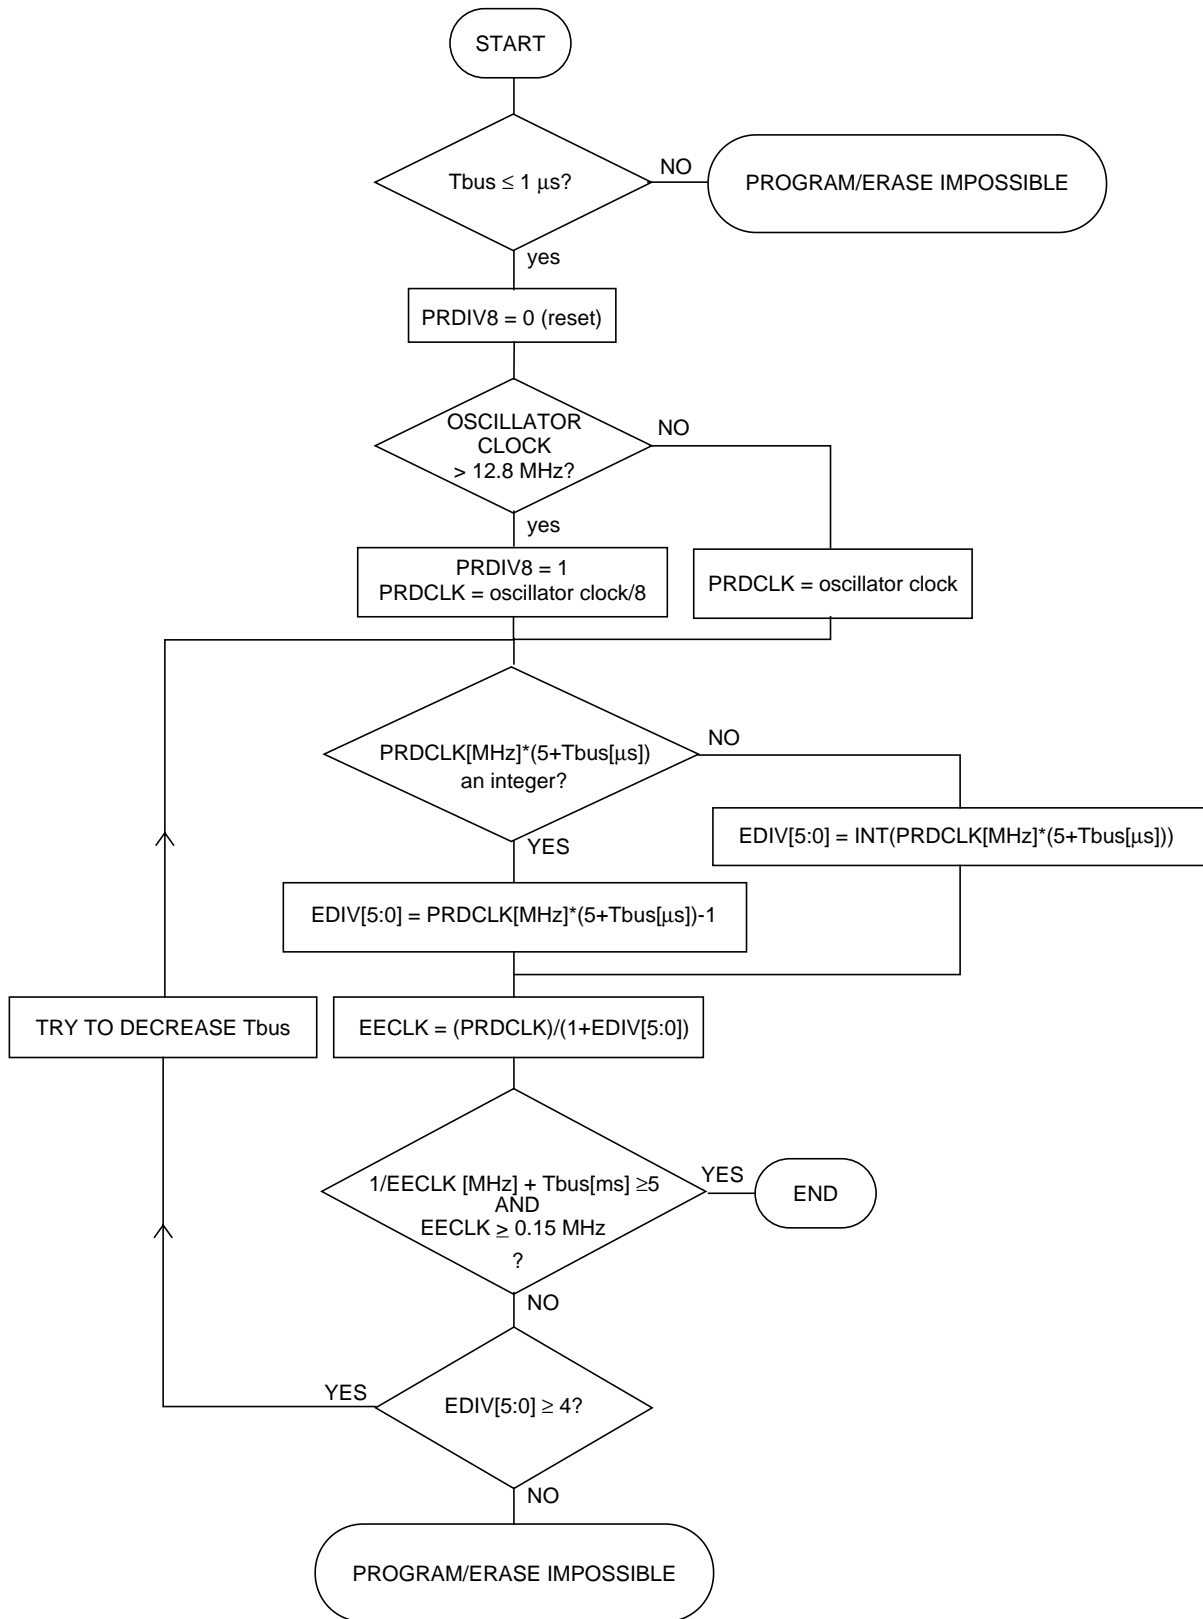 START
Tbus ≤ 1 μs?
NO
PROGRAM/ERASE IMPOSSIBLE
yes
PRDIV8 = 0 (reset)
OSCILLATOR
CLOCK
> 12.8 MHz?
NO
yes
PRDIV8 = 1
PRDCLK = oscillator clock/8
PRDCLK = oscillator clock
PRDCLK[MHz]*(5+Tbus[μs])
an integer?
NO
YES
EDIV[5:0] = INT(PRDCLK[MHz]*(5+Tbus[μs]))
EDIV[5:0] = PRDCLK[MHz]*(5+Tbus[μs])-1
TRY TO DECREASE Tbus
EECLK = (PRDCLK)/(1+EDIV[5:0])
1/EECLK [MHz] + Tbus[ms] ≥5
AND
EECLK ≥ 0.15 MHz
?
YES
END
NO
EDIV[5:0] ≥ 4?
YES
NO
PROGRAM/ERASE IMPOSSIBLE